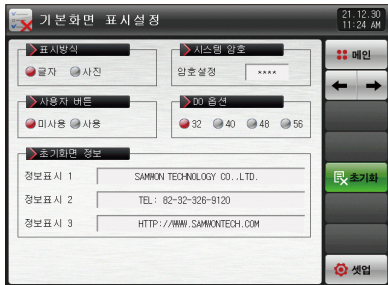 기본화면 표시설정
21.12.30
11:24 AM
표시방식
글자 사진
시스템 암호
암호설정 ****
사용자 버튼
미사용 사용
DO 옵션
32 40 48 56
초기화면 정보
정보표시 1 SAMWON TECHNOLOGY CO.,LTD.
정보표시 2 TEL: 82-32-326-9120
정보표시 3 HTTP://WWW.SAMWONTECH.COM
메인
초기화
셋업